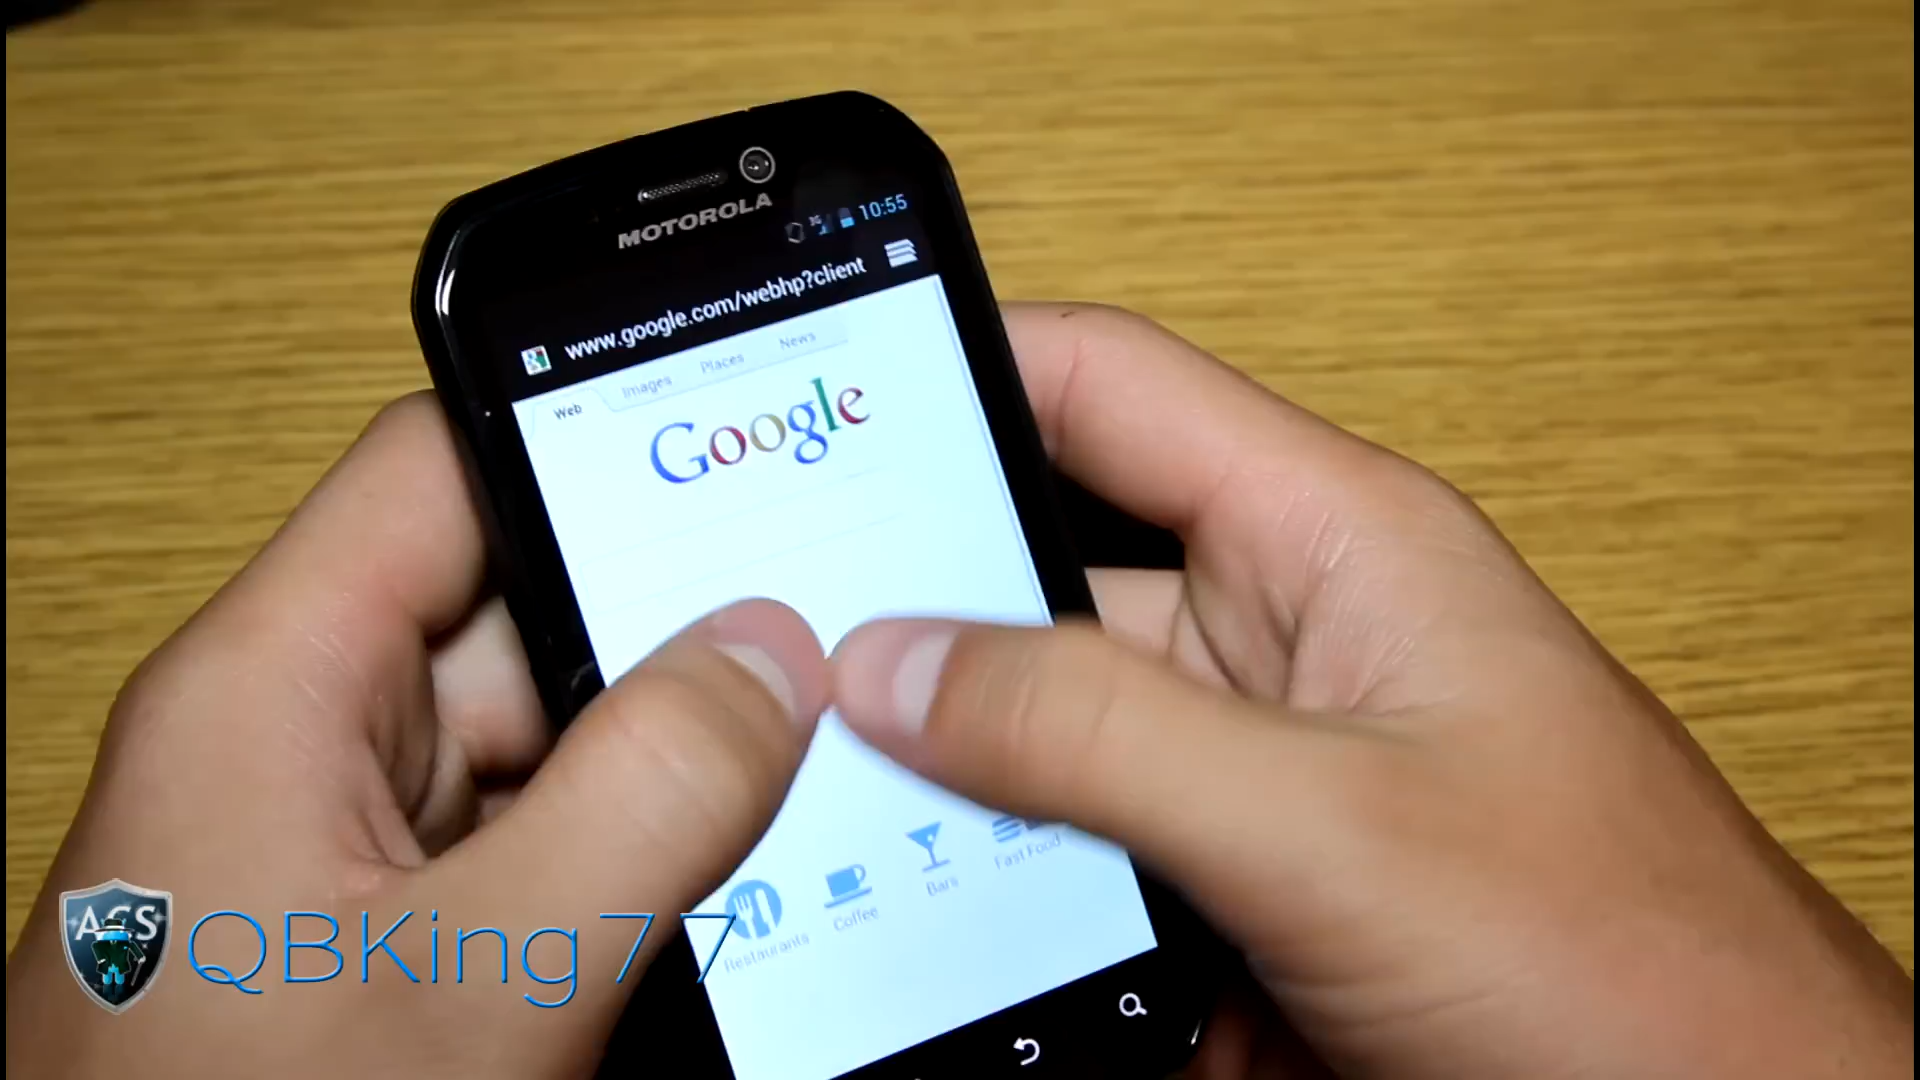 MOTOROLA
3G 10:55
www.google.com/webhp?client
Web Images Places News
Google
Restaurants Coffee Bars Fast Food
ACS QBKing77